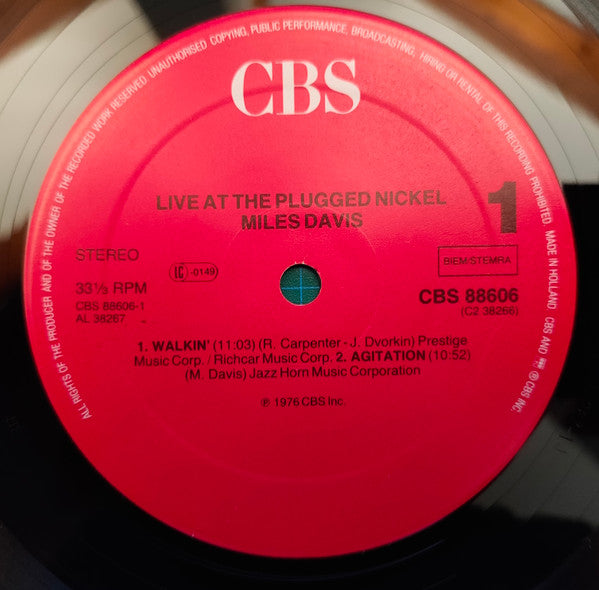 ALL RIGHTS OF THE PRODUCER AND OF THE OWNER OF THE RECORDED WORK RESERVED. UNAUTHORISED COPYING, PUBLIC PERFORMANCE, BROADCASTING, HIRING OR RENTAL OF THIS RECORDING PROHIBITED. MADE IN HOLLAND. CBS AND ® CBS INC.
CBS
LIVE AT THE PLUGGED NICKEL
MILES DAVIS
1
STEREO
33⅓ RPM
CBS 88606-1
AL 38267
LC -0149
BIEM/STEMRA
CBS 88606
(C2 38266)
1. WALKIN' (11:03) (R. Carpenter - J. Dvorkin) Prestige
Music Corp. / Richcar Music Corp. 2. AGITATION (10:52)
(M. Davis) Jazz Horn Music Corporation
℗ 1976 CBS Inc.